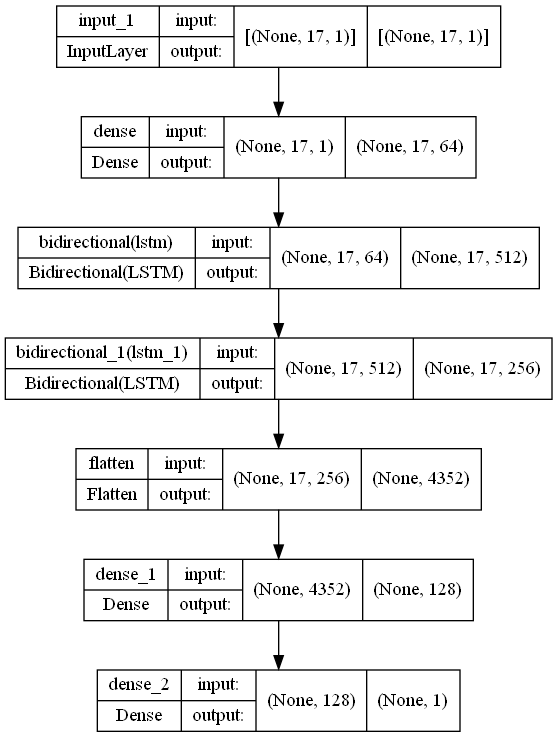 input_1 input: [(None, 17, 1)] [(None, 17, 1)]
InputLayer output:
dense input: (None, 17, 1) (None, 17, 64)
Dense output:
bidirectional(lstm) input: (None, 17, 64) (None, 17, 512)
Bidirectional(LSTM) output:
bidirectional_1(lstm_1) input: (None, 17, 512) (None, 17, 256)
Bidirectional(LSTM) output:
flatten input: (None, 17, 256) (None, 4352)
Flatten output:
dense_1 input: (None, 4352) (None, 128)
Dense output:
dense_2 input: (None, 128) (None, 1)
Dense output: